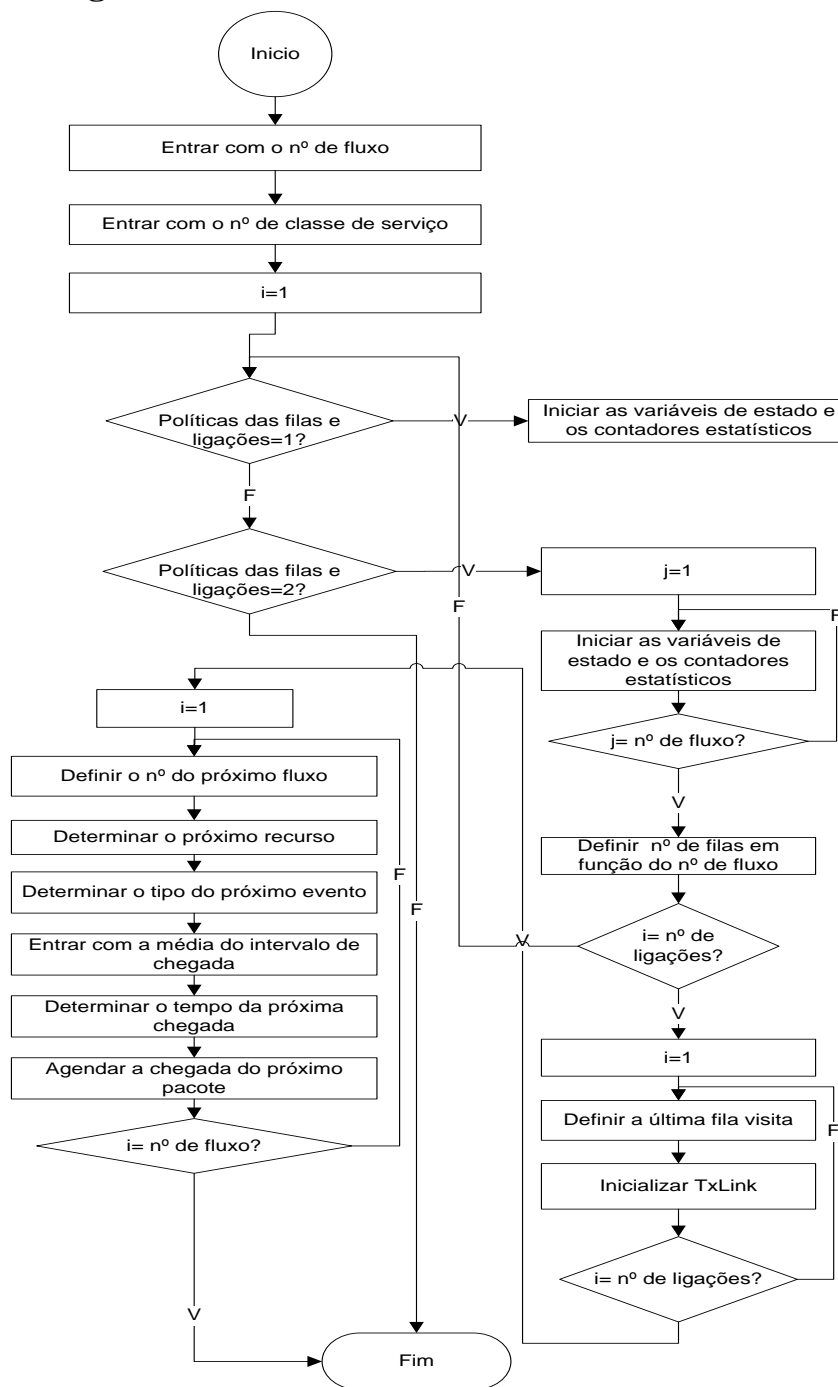 Inicio
Entrar com o nº de fluxo
Entrar com o nº de classe de serviço
i=1
Políticas das filas e
ligações=1?
V
Iniciar as variáveis de estado e
os contadores estatísticos
F
Políticas das filas e
ligações=2?
V
j=1
F
F
Iniciar as variáveis de
estado e os contadores
estatísticos
i=1
j= nº de fluxo?
Definir o nº do próximo fluxo
V
Determinar o próximo recurso
Definir nº de filas em
função do nº de fluxo
Determinar o tipo do próximo evento
F
F
Entrar com a média do intervalo de
chegada
V
i= nº de
ligações?
Determinar o tempo da próxima
chegada
V
Agendar a chegada do próximo
pacote
i=1
i= nº de fluxo?
Definir a última fila visita
F
Inicializar TxLink
i= nº de ligações?
V
Fim